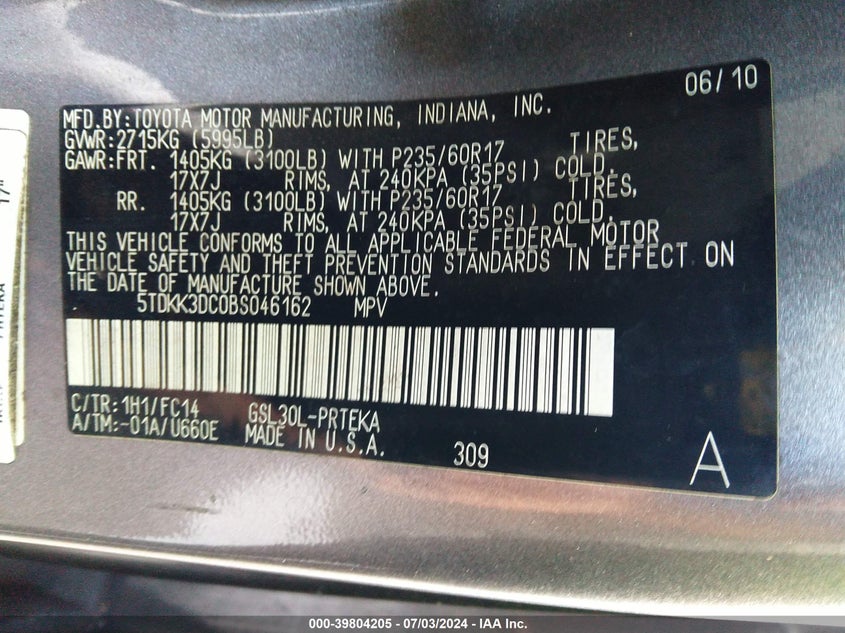 06/10
MFD.BY:TOYOTA MOTOR MANUFACTURING, INDIANA, INC.
GVWR:2715KG (5995LB)
GAWR:FRT. 1405KG (3100LB) WITH P235/60R17 TIRES,
17X7J RIMS, AT 240KPA (35PSI) COLD.
RR. 1405KG (3100LB) WITH P235/60R17 TIRES,
17X7J RIMS, AT 240KPA (35PSI) COLD.
THIS VEHICLE CONFORMS TO ALL APPLICABLE FEDERAL MOTOR
VEHICLE SAFETY AND THEFT PREVENTION STANDARDS IN EFFECT ON
THE DATE OF MANUFACTURE SHOWN ABOVE.
5TDKK3DC0BS046162 MPV
C/TR:1H1/FC14 GSL30L-PRTEKA
A/TM:-01A/U660E MADE IN U.S.A.
309
A
17"
PRTEKA
000-39804205 - 07/03/2024 - IAA Inc.